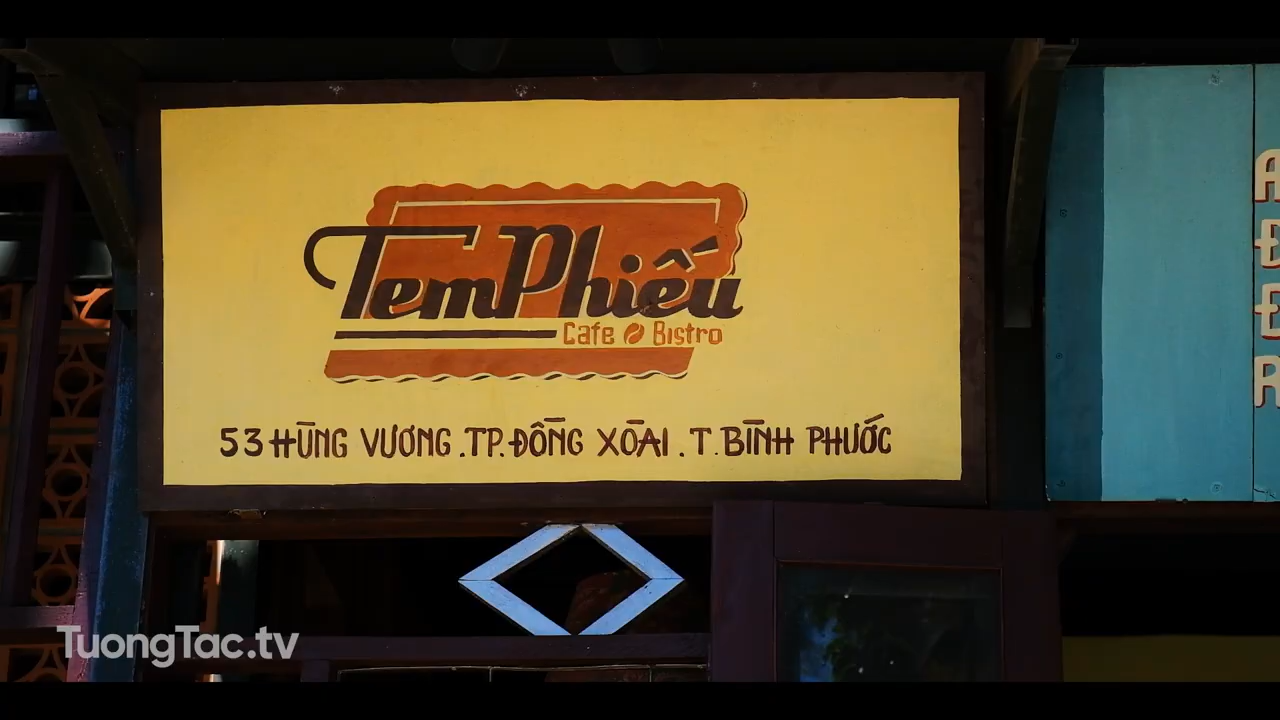 TemPhiếu
Cafe Bistro
53 HÙNG VƯƠNG .TP.ĐỒNG XOÀI . T.BÌNH PHƯỚC
TuongTac.tv